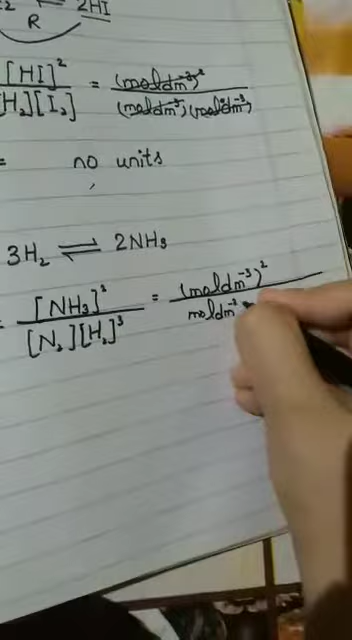 2 ⇌ 2HI
R
[HI]² / [H₂][I₂] = (moldm⁻³)² / (moldm⁻³)(moldm⁻³)
= no units
3H₂ ⇌ 2NH₃
= [NH₃]² / [N₂][H₂]³ = (moldm⁻³)² / moldm⁻³